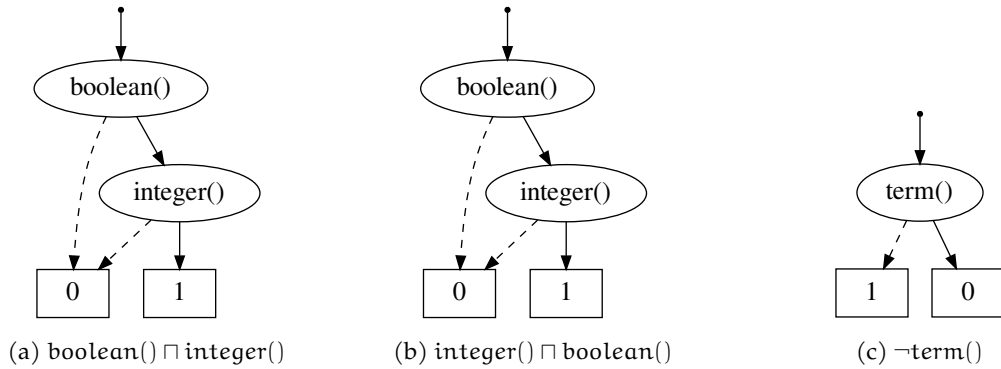 boolean()
integer()
0
1
(a) boolean() ⊓ integer()
boolean()
integer()
0
1
(b) integer() ⊓ boolean()
term()
1
0
(c) ¬term()